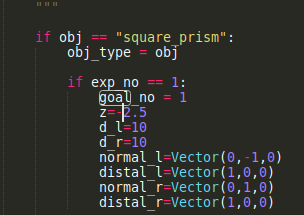 """
if obj == "square_prism":
obj_type = obj
if exp_no == 1:
goal_no = 1
z=-2.5
d_l=10
d_r=10
normal_l=Vector(0,-1,0)
distal_l=Vector(1,0,0)
normal_r=Vector(0,1,0)
distal_r=Vector(1,0,0)